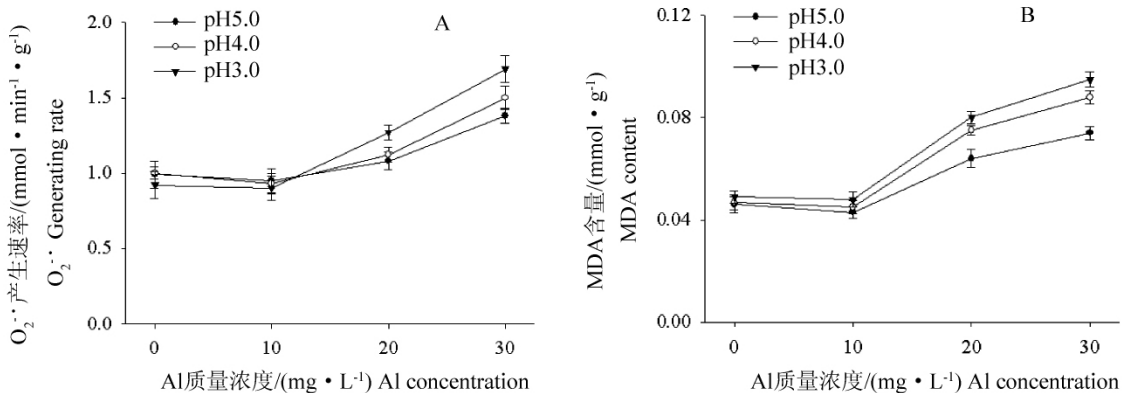 A
pH5.0
pH4.0
pH3.0
2.0
1.5
1.0
0.5
0.0
O₂⁻· 产生速率/(mmol·min⁻¹·g⁻¹)
O₂⁻· Generating rate
0 10 20 30
Al质量浓度/(mg·L⁻¹) Al concentration
B
pH5.0
pH4.0
pH3.0
0.12
0.08
0.04
0.00
MDA含量/(mmol·g⁻¹)
MDA content
0 10 20 30
Al质量浓度/(mg·L⁻¹) Al concentration